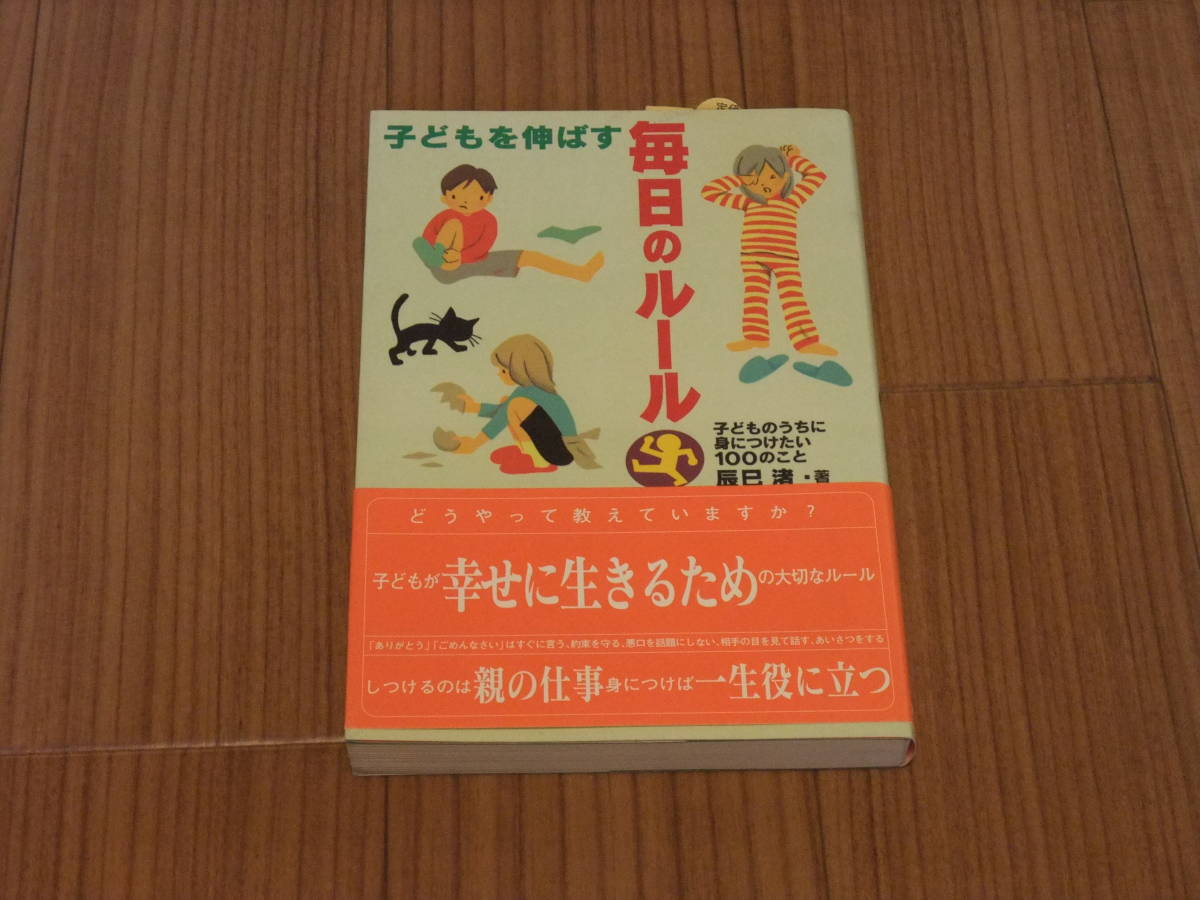 子どもを伸ばす
毎日のルール
子どものうちに
身につけたい
100のこと
辰巳 渚・著
どうやって教えていますか？
子どもが幸せに生きるための大切なルール
「ありがとう」「ごめんなさい」はすぐに言う、約束を守る、悪口を話題にしない、相手の目を見て話す、あいさつをする
しつけるのは親の仕事 身につけば一生役に立つ